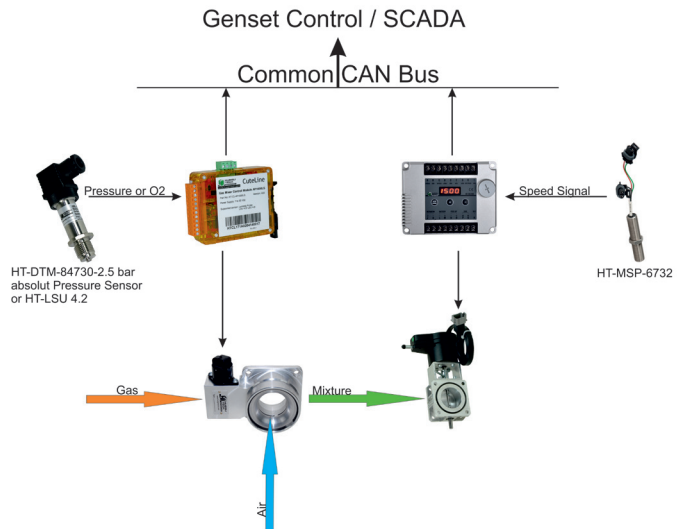 Genset Control / SCADA
Common CAN Bus
Pressure or O2
CuteLine
1500
Speed Signal
HT-DTM-84730-2.5 bar
absolut Pressure Sensor
or HT-LSU 4.2
HT-MSP-6732
Gas
Mixture
Air